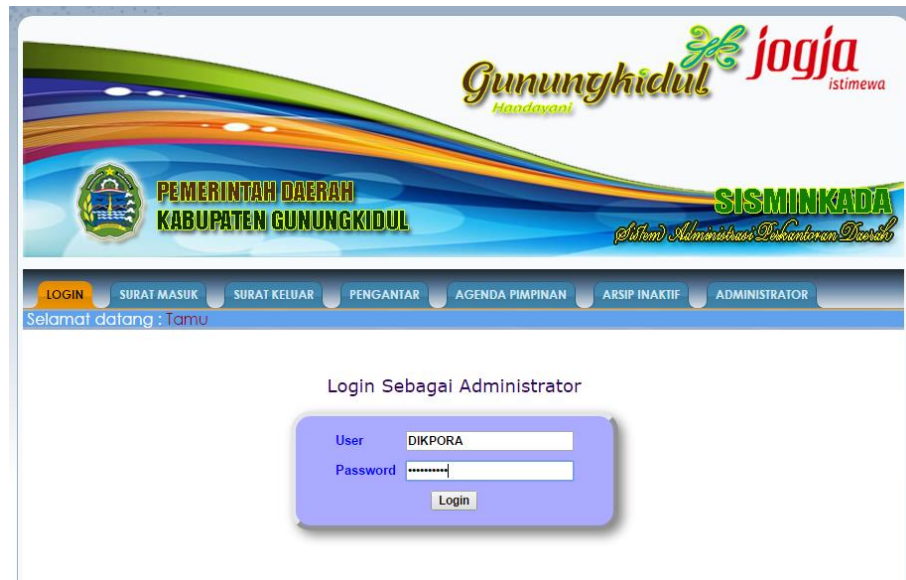 Gunungkidul
Handayani
jogja
istimewa
PEMERINTAH DAERAH
KABUPATEN GUNUNGKIDUL
SISMINKADA
Sistem Administrasi Perkantoran Daerah
LOGIN SURAT MASUK SURAT KELUAR PENGANTAR AGENDA PIMPINAN ARSIP INAKTIF ADMINISTRATOR
Selamat datang : Tamu
Login Sebagai Administrator
User DIKPORA
Password ••••••••••
Login